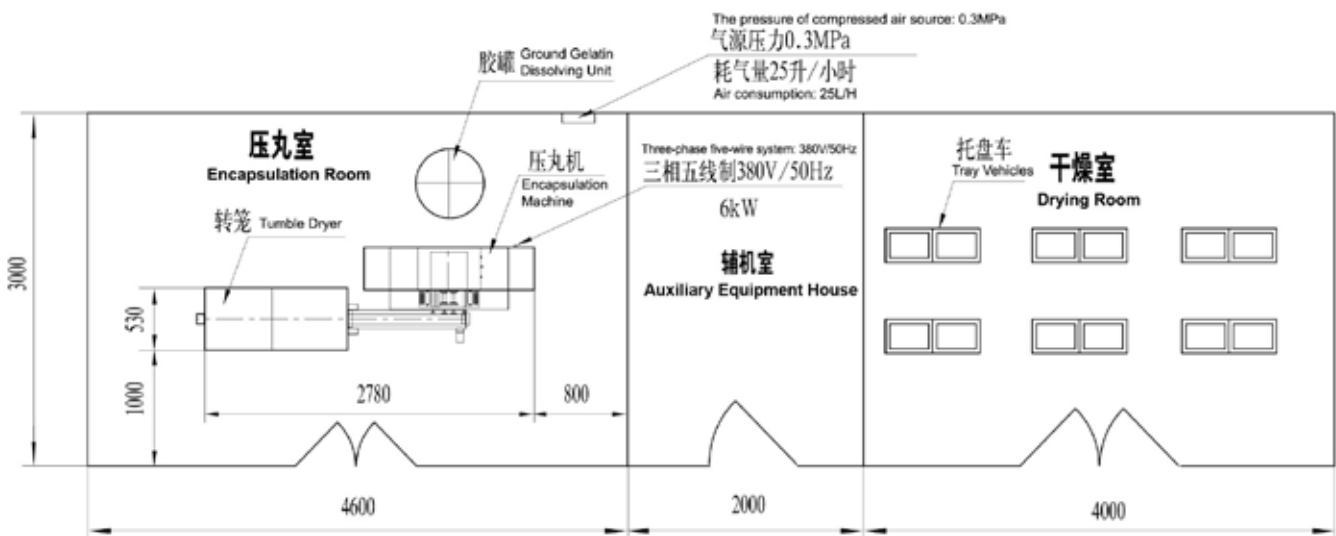 The pressure of compressed air source: 0.3MPa
气源压力0.3MPa
耗气量25升/小时
Air consumption: 25L/H
胶罐 Ground Gelatin
Dissolving Unit
压丸室
Encapsulation Room
压丸机
Encapsulation
Machine
Three-phase five-wire system: 380V/50Hz
三相五线制380V/50Hz
6kW
托盘车
Tray Vehicles
干燥室
Drying Room
转笼 Tumble Dryer
辅机室
Auxiliary Equipment House
3000
530
1000
2780
800
4600
2000
4000